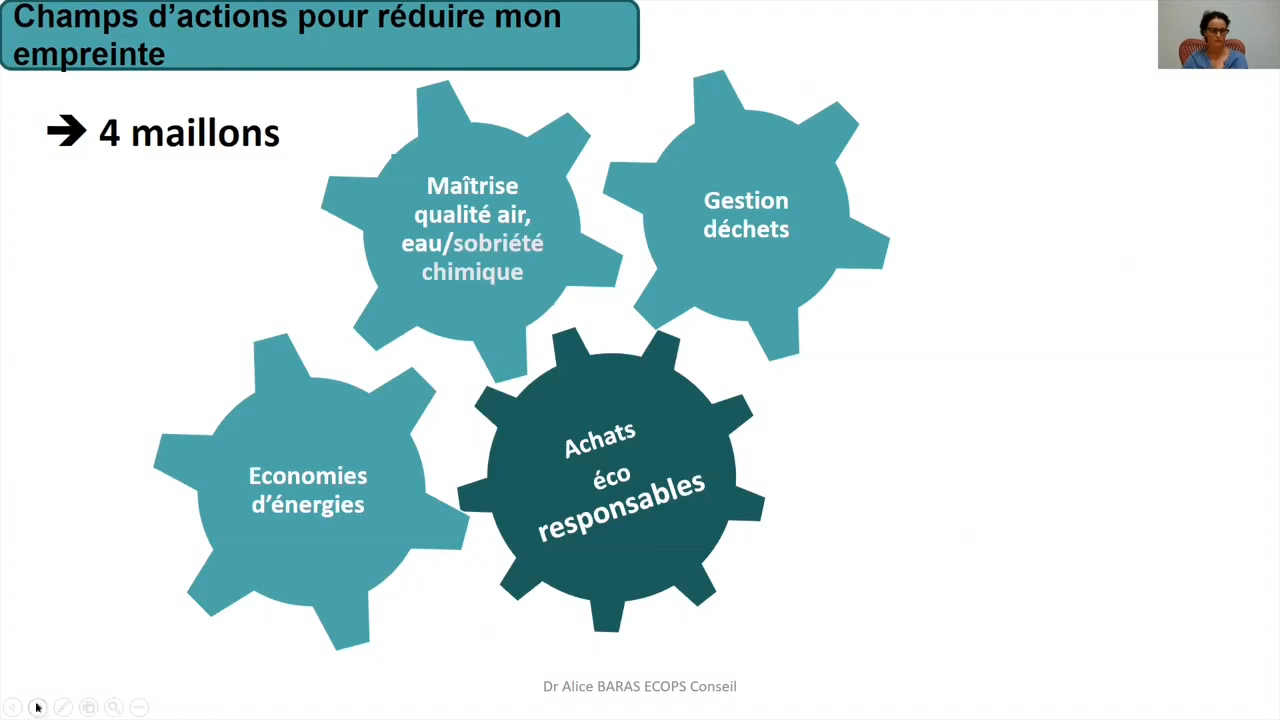 Champs d’actions pour réduire mon
empreinte
➔ 4 maillons
Maîtrise
qualité air,
eau/sobriété
chimique
Gestion
déchets
Economies
d’énergies
Achats
éco
responsables
Dr Alice BARAS ECOPS Conseil